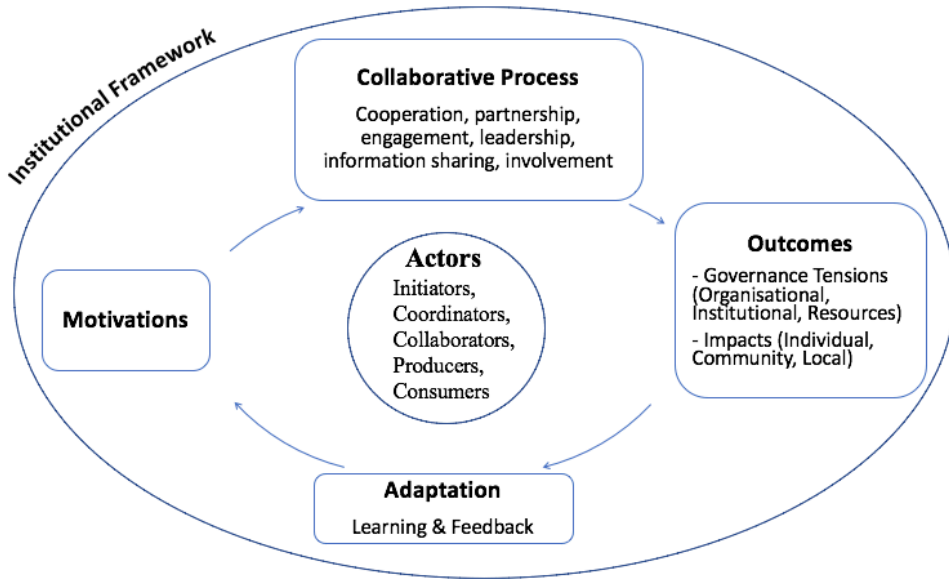 Institutional Framework
Collaborative Process
Cooperation, partnership,
engagement, leadership,
information sharing, involvement
Outcomes
- Governance Tensions
(Organisational,
Institutional, Resources)
- Impacts (Individual,
Community, Local)
Actors
Initiators,
Coordinators,
Collaborators,
Producers,
Consumers
Motivations
Adaptation
Learning & Feedback